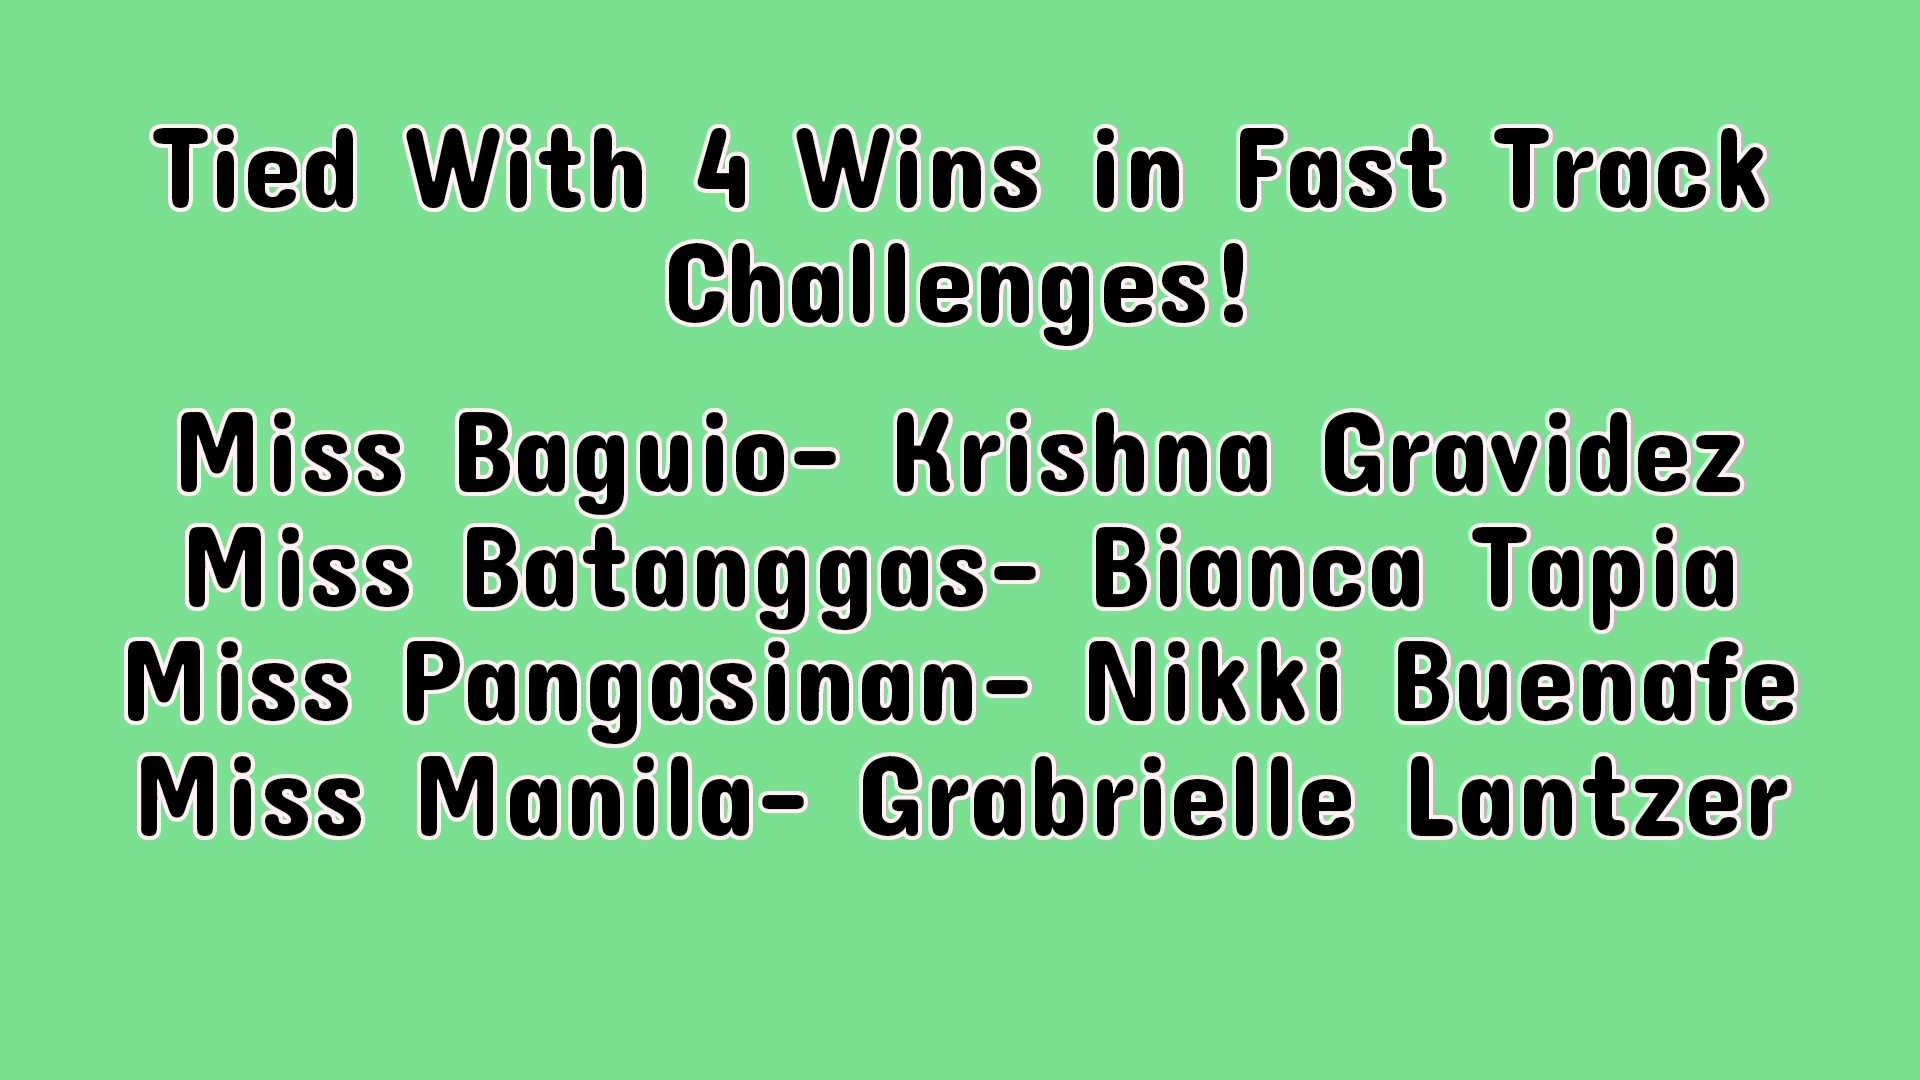 Tied With 4 Wins in Fast Track
Challenges!
Miss Baguio- Krishna Gravidez
Miss Batanggas- Bianca Tapia
Miss Pangasinan- Nikki Buenafe
Miss Manila- Grabrielle Lantzer